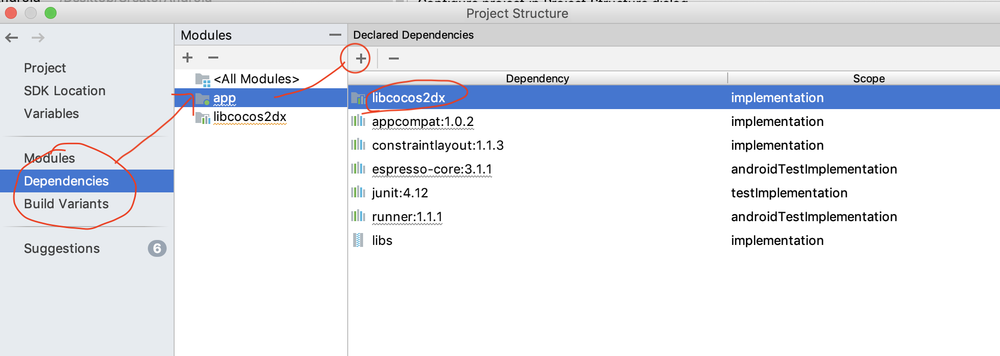 Project Structure
Modules
Declared Dependencies
Project
SDK Location
Variables
Modules
Dependencies
Build Variants
Suggestions 6
<All Modules>
app
libcocos2dx
Dependency Scope
libcocos2dx implementation
appcompat:1.0.2 implementation
constraintlayout:1.1.3 implementation
espresso-core:3.1.1 androidTestImplementation
junit:4.12 testImplementation
runner:1.1.1 androidTestImplementation
libs implementation